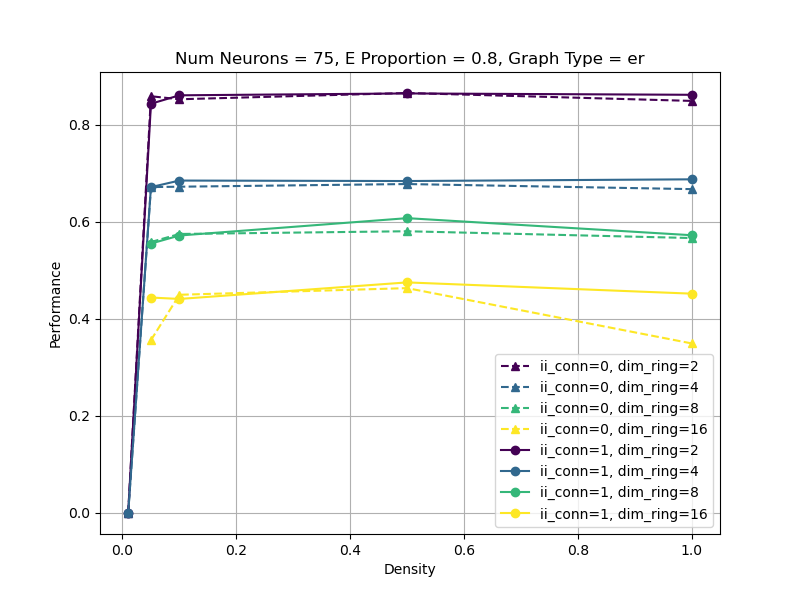 Num Neurons = 75, E Proportion = 0.8, Graph Type = er
Performance
0.8
0.6
0.4
0.2
0.0
ii_conn=0, dim_ring=2
ii_conn=0, dim_ring=4
ii_conn=0, dim_ring=8
ii_conn=0, dim_ring=16
ii_conn=1, dim_ring=2
ii_conn=1, dim_ring=4
ii_conn=1, dim_ring=8
ii_conn=1, dim_ring=16
0.0 0.2 0.4 0.6 0.8 1.0
Density